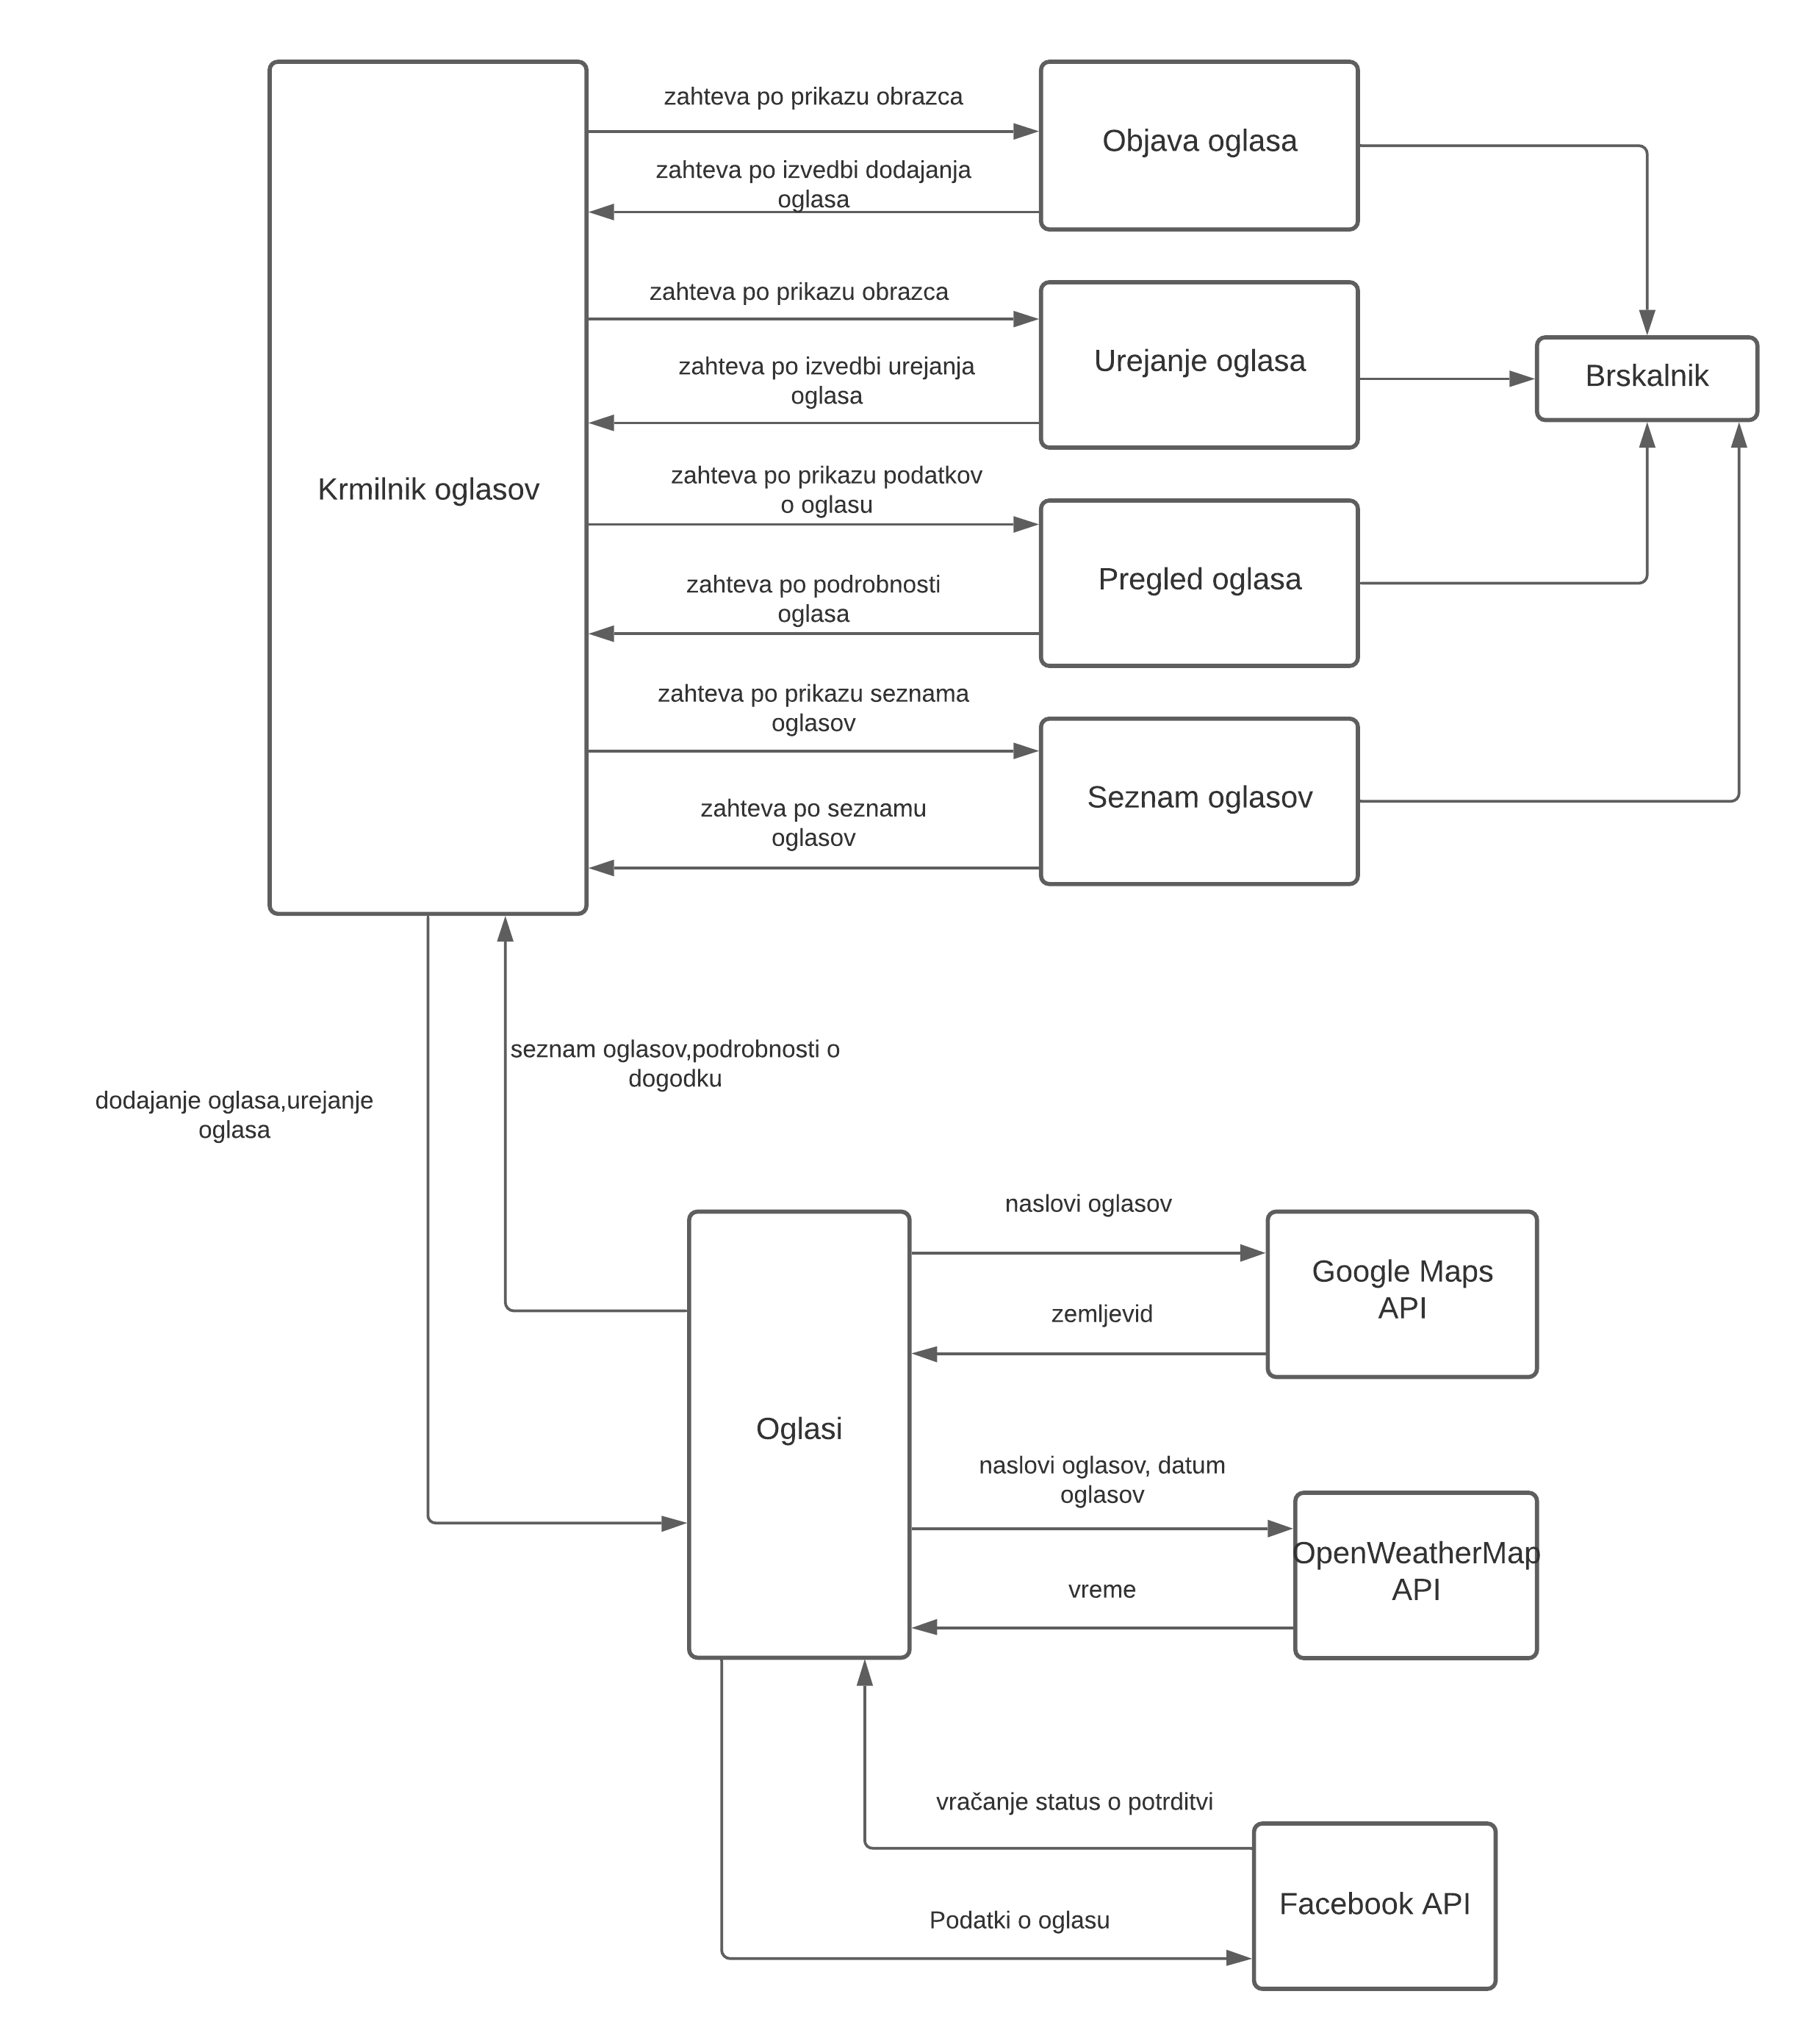 zahteva po prikazu obrazca
Objava oglasa
zahteva po izvedbi dodajanja
oglasa
zahteva po prikazu obrazca
Urejanje oglasa
zahteva po izvedbi urejanja
oglasa
Brskalnik
Krmilnik oglasov
zahteva po prikazu podatkov
o oglasu
Pregled oglasa
zahteva po podrobnosti
oglasa
zahteva po prikazu seznama
oglasov
Seznam oglasov
zahteva po seznamu
oglasov
seznam oglasov,podrobnosti o
dogodku
dodajanje oglasa,urejanje
oglasa
naslovi oglasov
Google Maps
API
zemljevid
Oglasi
naslovi oglasov, datum
oglasov
OpenWeatherMap
API
vreme
vračanje status o potrditvi
Facebook API
Podatki o oglasu